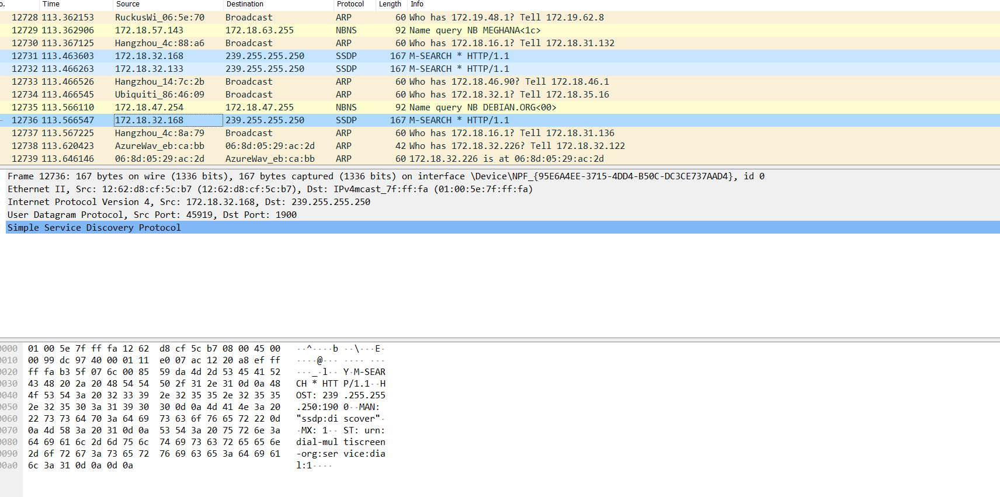 o. Time Source Destination Protocol Length Info
12728 113.362153 RuckusWi_06:5e:70 Broadcast ARP 60 Who has 172.19.48.1? Tell 172.19.62.8
12729 113.362906 172.18.57.143 172.18.63.255 NBNS 92 Name query NB MEGHANA<1c>
12730 113.367125 Hangzhou_4c:88:a6 Broadcast ARP 60 Who has 172.18.16.1? Tell 172.18.31.132
12731 113.463603 172.18.32.168 239.255.255.250 SSDP 167 M-SEARCH * HTTP/1.1
12732 113.466263 172.18.32.133 239.255.255.250 SSDP 167 M-SEARCH * HTTP/1.1
12733 113.466526 Hangzhou_14:7c:2b Broadcast ARP 60 Who has 172.18.46.90? Tell 172.18.46.1
12734 113.466545 Ubiquiti_86:46:09 Broadcast ARP 60 Who has 172.18.32.1? Tell 172.18.35.16
12735 113.566110 172.18.47.254 172.18.47.255 NBNS 92 Name query NB DEBIAN.ORG<00>
12736 113.566547 172.18.32.168 239.255.255.250 SSDP 167 M-SEARCH * HTTP/1.1
12737 113.567225 Hangzhou_4c:8a:79 Broadcast ARP 60 Who has 172.18.16.1? Tell 172.18.31.136
12738 113.620423 AzureWav_eb:ca:bb 06:8d:05:29:ac:2d ARP 42 Who has 172.18.32.226? Tell 172.18.32.122
12739 113.646146 06:8d:05:29:ac:2d AzureWav_eb:ca:bb ARP 60 172.18.32.226 is at 06:8d:05:29:ac:2d
Frame 12736: 167 bytes on wire (1336 bits), 167 bytes captured (1336 bits) on interface \Device\NPF_{95E6A4EE-3715-4DD4-B50C-DC3CE737AAD4}, id 0
Ethernet II, Src: 12:62:d8:cf:5c:b7 (12:62:d8:cf:5c:b7), Dst: IPv4mcast_7f:ff:fa (01:00:5e:7f:ff:fa)
Internet Protocol Version 4, Src: 172.18.32.168, Dst: 239.255.255.250
User Datagram Protocol, Src Port: 45919, Dst Port: 1900
Simple Service Discovery Protocol
0000 01 00 5e 7f ff fa 12 62 d8 cf 5c b7 08 00 45 00 ··^····b ··\···E·
0010 00 99 dc 97 40 00 01 11 e0 07 ac 12 20 a8 ef ff ····@··· ···· ···
0020 ff fa b3 5f 07 6c 00 85 59 da 4d 2d 53 45 41 52 ···_·l·· Y·M-SEAR
0030 43 48 20 2a 20 48 54 54 50 2f 31 2e 31 0d 0a 48 CH * HTT P/1.1··H
0040 4f 53 54 3a 20 32 33 39 2e 32 35 35 2e 32 35 35 OST: 239 .255.255
0050 2e 32 35 30 3a 31 39 30 30 0d 0a 4d 41 4e 3a 20 .250:190 0··MAN:
0060 22 73 73 64 70 3a 64 69 73 63 6f 76 65 72 22 0d "ssdp:di scover"·
0070 0a 4d 58 3a 20 31 0d 0a 53 54 3a 20 75 72 6e 3a ·MX: 1·· ST: urn:
0080 64 69 61 6c 2d 6d 75 6c 74 69 73 63 72 65 65 6e dial-mul tiscreen
0090 2d 6f 72 67 3a 73 65 72 76 69 63 65 3a 64 69 61 -org:ser vice:dia
00a0 6c 3a 31 0d 0a 0d 0a l:1····